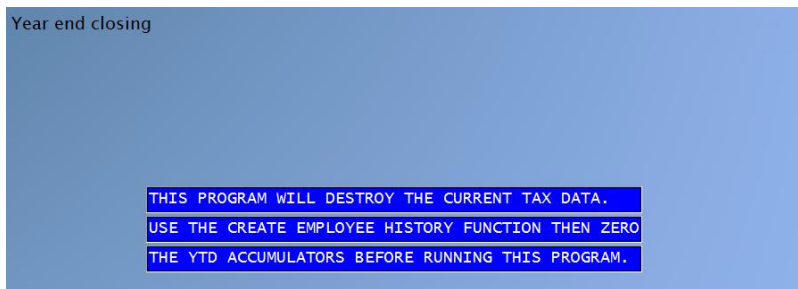 Year end closing
THIS PROGRAM WILL DESTROY THE CURRENT TAX DATA.
USE THE CREATE EMPLOYEE HISTORY FUNCTION THEN ZERO
THE YTD ACCUMULATORS BEFORE RUNNING THIS PROGRAM.